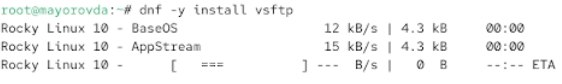 root@mayorovda:~# dnf -y install vsftp
Rocky Linux 10 - BaseOS 12 kB/s | 4.3 kB 00:00
Rocky Linux 10 - AppStream 15 kB/s | 4.3 kB 00:00
Rocky Linux 10 - [ === ] --- B/s | 0 B --:-- ETA